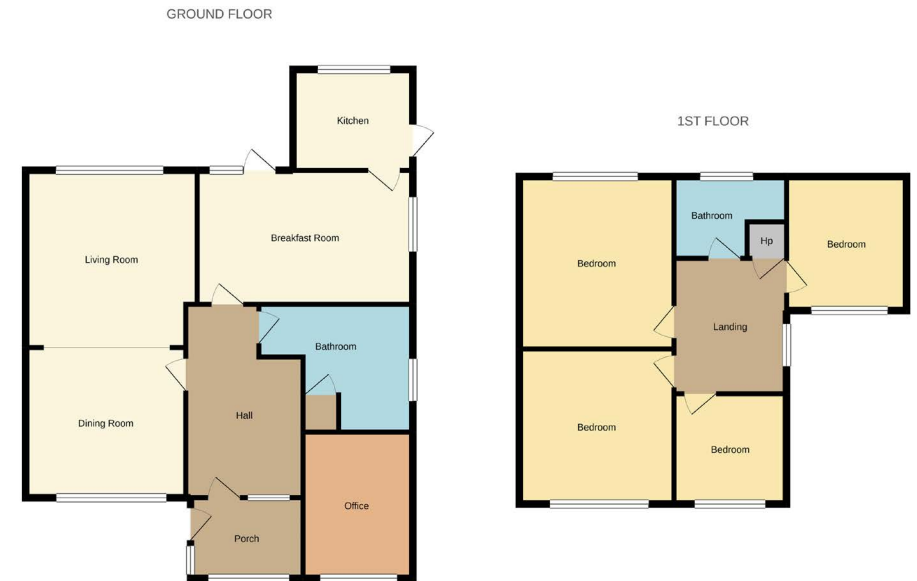 GROUND FLOOR
Kitchen
Breakfast Room
Living Room
Bathroom
Hall
Dining Room
Office
Porch
1ST FLOOR
Bathroom
Hp
Bedroom
Bedroom
Landing
Bedroom
Bedroom